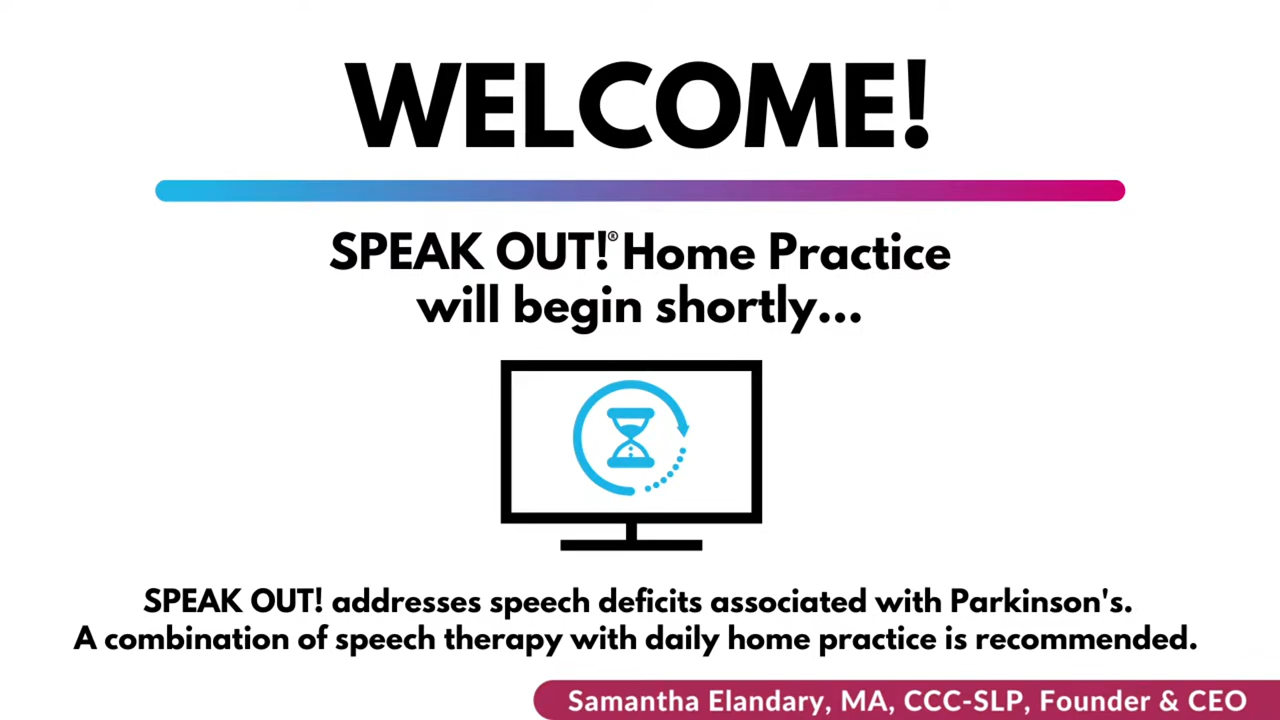 WELCOME!
SPEAK OUT!® Home Practice
will begin shortly...
SPEAK OUT! addresses speech deficits associated with Parkinson's.
A combination of speech therapy with daily home practice is recommended.
Samantha Elandary, MA, CCC-SLP, Founder & CEO